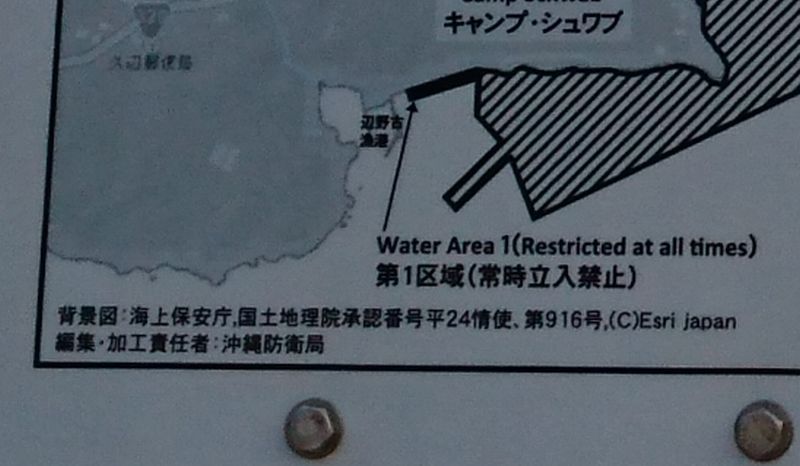 キャンプ・シュワブ
久辺郵便局
辺野古
漁港
Water Area 1(Restricted at all times)
第1区域(常時立入禁止)
背景図:海上保安庁,国土地理院承認番号平24情使、第916号,(C)Esri japan
編集・加工責任者:沖縄防衛局